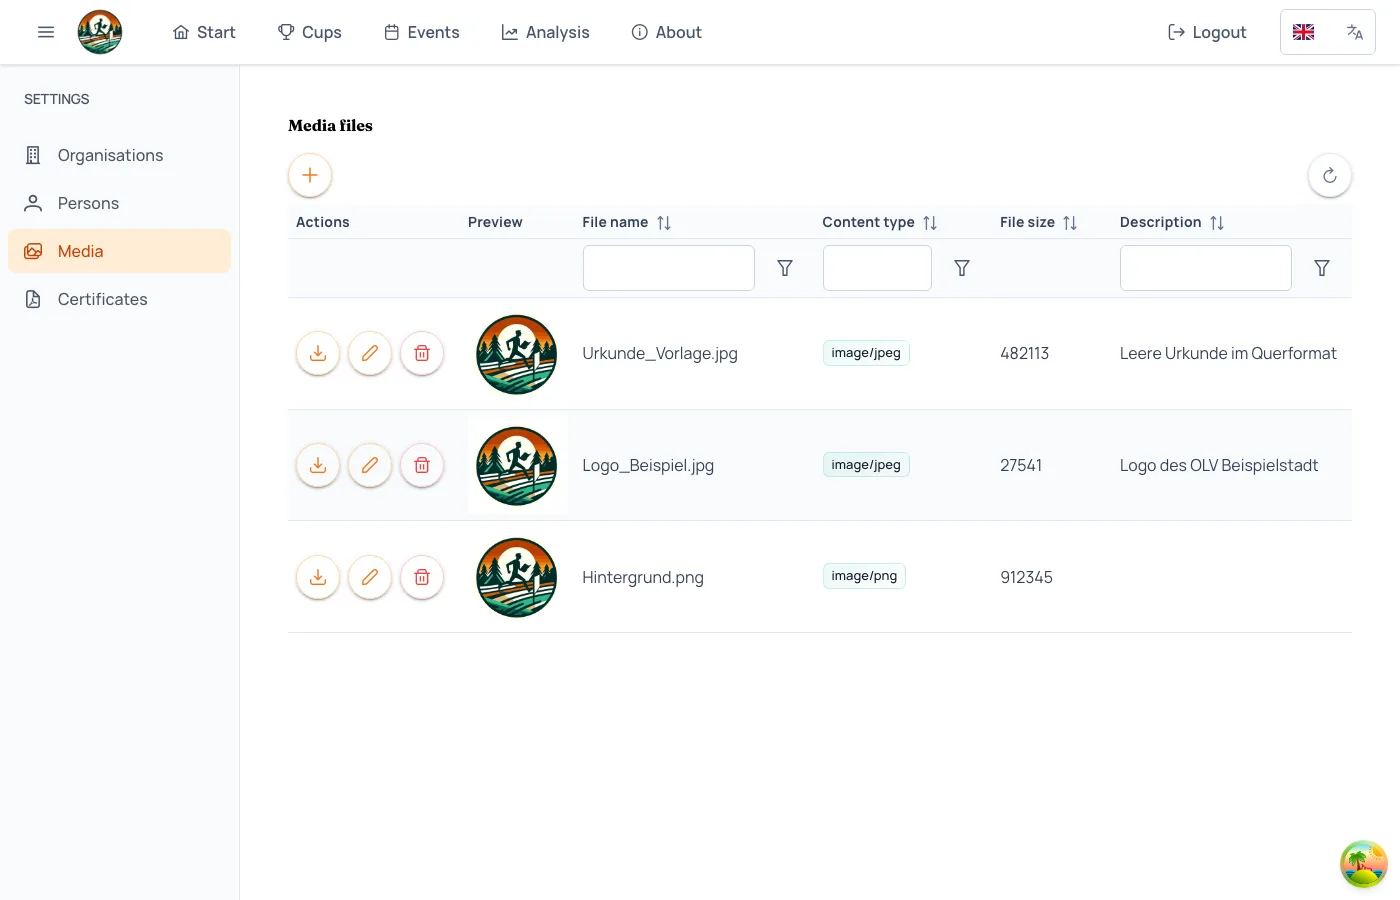 Start
Cups
Events
Analysis
About
Logout
SETTINGS
Organisations
Persons
Media
Certificates
Media files
Actions
Preview
File name
Content type
File size
Description
Urkunde_Vorlage.jpg
image/jpeg
482113
Leere Urkunde im Querformat
Logo_Beispiel.jpg
image/jpeg
27541
Logo des OLV Beispielstadt
Hintergrund.png
image/png
912345